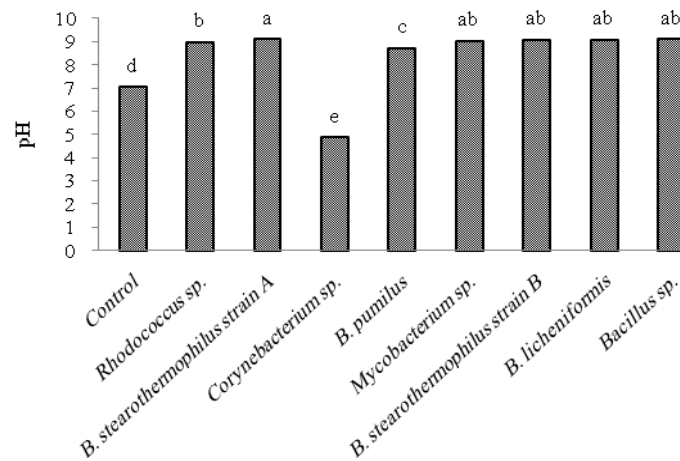 pH
10
9
8
7
6
5
4
3
2
1
0
d
b
a
e
c
ab
ab
ab
ab
Control
Rhodococcus sp.
B. stearothermophilus strain A
Corynebacterium sp.
B. pumilus
Mycobacterium sp.
B. stearothermophilus strain B
B. licheniformis
Bacillus sp.